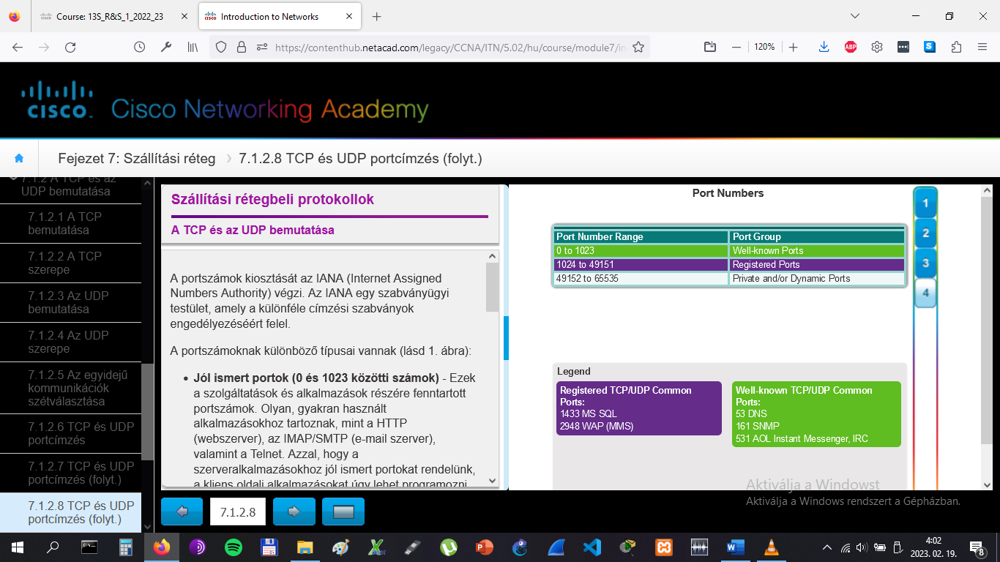 Course: 13S_R&S_1_2022_23
Introduction to Networks
https://contenthub.netacad.com/legacy/CCNA/ITN/5.02/hu/course/module7/in
120%
ABP
CISCO
Cisco Networking Academy
Fejezet 7: Szállítási réteg
7.1.2.8 TCP és UDP portcímzés (folyt.)
7.1.2 A TCP és az
UDP bemutatása
7.1.2.1 A TCP
bemutatása
7.1.2.2 A TCP
szerepe
7.1.2.3 Az UDP
bemutatása
7.1.2.4 Az UDP
szerepe
7.1.2.5 Az egyidejű
kommunikációk
szétválasztása
7.1.2.6 TCP és UDP
portcímzés
7.1.2.7 TCP és UDP
portcímzés (folyt.)
7.1.2.8 TCP és UDP
portcímzés (folyt.)
Szállítási rétegbeli protokollok
A TCP és az UDP bemutatása
A portszámok kiosztását az IANA (Internet Assigned
Numbers Authority) végzi. Az IANA egy szabványügyi
testület, amely a különféle címzési szabványok
engedélyezéséért felel.
A portszámoknak különböző típusai vannak (lásd 1. ábra):
• Jól ismert portok (0 és 1023 közötti számok) - Ezek
a szolgáltatások és alkalmazások részére fenntartott
portszámok. Olyan, gyakran használt
alkalmazásokhoz tartoznak, mint a HTTP
(webszerver), az IMAP/SMTP (e-mail szerver),
valamint a Telnet. Azzal, hogy a
szerveralkalmazásokhoz jól ismert portokat rendelünk,
a kliens oldali alkalmazásokat úgy lehet programozni
7.1.2.8
Port Numbers
Port Number Range Port Group
0 to 1023 Well-known Ports
1024 to 49151 Registered Ports
49152 to 65535 Private and/or Dynamic Ports
1
2
3
4
Legend
Registered TCP/UDP Common
Ports:
1433 MS SQL
2948 WAP (MMS)
Well-known TCP/UDP Common
Ports:
53 DNS
161 SNMP
531 AOL Instant Messenger, IRC
Aktiválja a Windowst
Aktiválja a Windows rendszert a Gépházban.
4:02
2023. 02. 19.
8